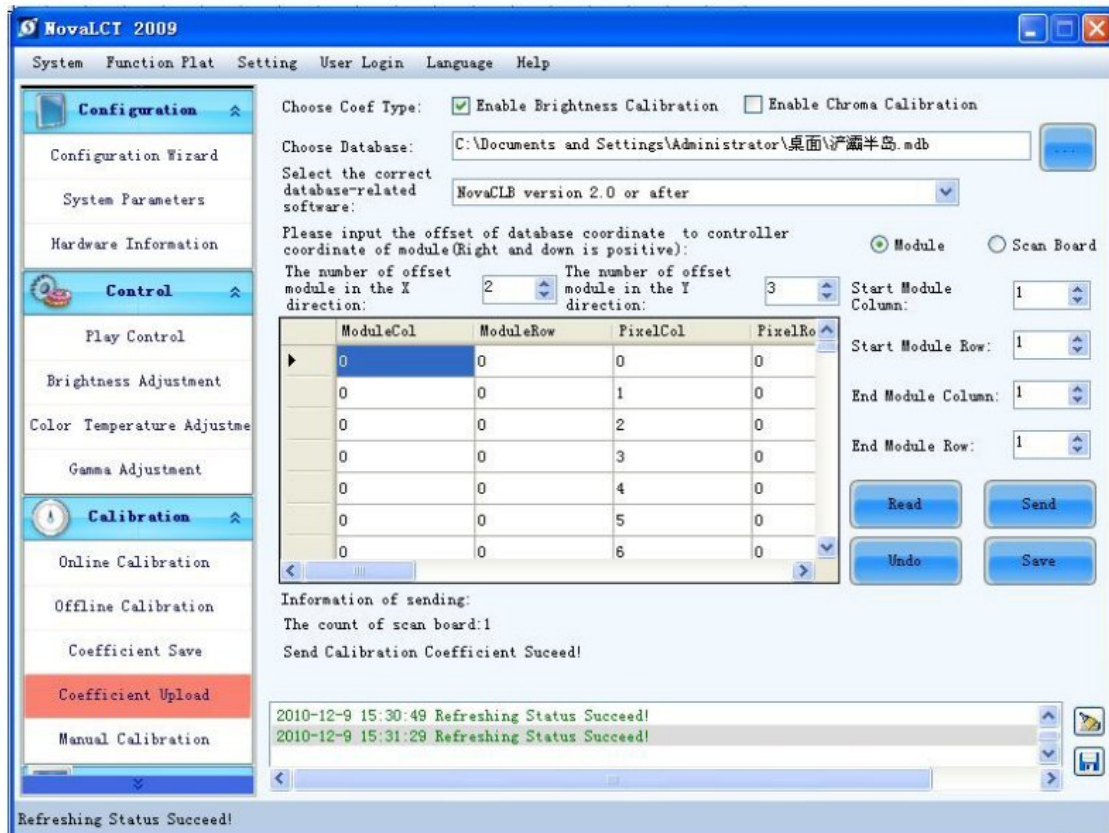 NovaLCT 2009
System Function Plat Setting User Login Language Help
Configuration
Configuration Wizard
System Parameters
Hardware Information
Control
Play Control
Brightness Adjustment
Color Temperature Adjustme
Gamma Adjustment
Calibration
Online Calibration
Offline Calibration
Coefficient Save
Coefficient Upload
Manual Calibration
Choose Coef Type: Enable Brightness Calibration Enable Chroma Calibration
Choose Database: C:\Documents and Settings\Administrator\桌面\浐灞半岛.mdb ...
Select the correct
database-related
software:
NovaCLB version 2.0 or after
Please input the offset of database coordinate to controller
coordinate of module(Right and down is positive):
The number of offset
module in the X
direction:
2
The number of offset
module in the Y
direction:
3
ModuleCol ModuleRow PixelCol PixelRo
0 0 0 0
0 0 1 0
0 0 2 0
0 0 3 0
0 0 4 0
0 0 5 0
0 0 6 0
Module Scan Board
Start Module
Column:
1
Start Module Row: 1
End Module Column: 1
End Module Row: 1
Read Send
Undo Save
Information of sending:
The count of scan board:1
Send Calibration Coefficient Suceed!
2010-12-9 15:30:49 Refreshing Status Succeed!
2010-12-9 15:31:29 Refreshing Status Succeed!
Refreshing Status Succeed!